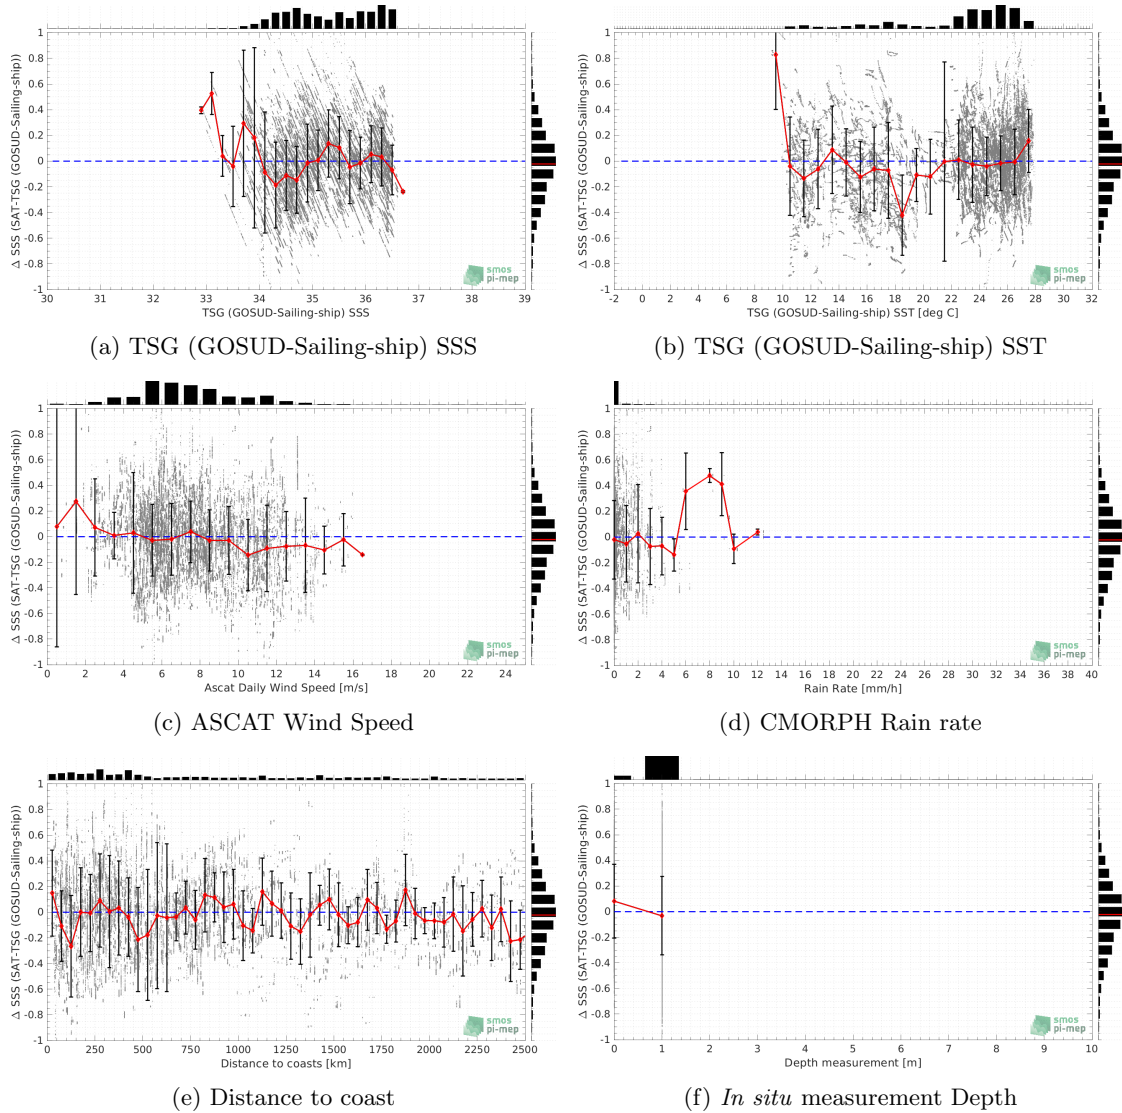 1
0.8
0.6
0.4
0.2
0
-0.2
-0.4
-0.6
-0.8
-1
Δ SSS (SAT-TSG (GOSUD-Sailing-ship))
30 31 32 33 34 35 36 37 38 39
TSG (GOSUD-Sailing-ship) SSS
smos
pi-mep
(a) TSG (GOSUD-Sailing-ship) SSS
1
0.8
0.6
0.4
0.2
0
-0.2
-0.4
-0.6
-0.8
-1
Δ SSS (SAT-TSG (GOSUD-Sailing-ship))
-2 0 2 4 6 8 10 12 14 16 18 20 22 24 26 28 30 32
TSG (GOSUD-Sailing-ship) SST [deg C]
smos
pi-mep
(b) TSG (GOSUD-Sailing-ship) SST
1
0.8
0.6
0.4
0.2
0
-0.2
-0.4
-0.6
-0.8
-1
Δ SSS (SAT-TSG (GOSUD-Sailing-ship))
0 2 4 6 8 10 12 14 16 18 20 22 24
Ascat Daily Wind Speed [m/s]
smos
pi-mep
(c) ASCAT Wind Speed
1
0.8
0.6
0.4
0.2
0
-0.2
-0.4
-0.6
-0.8
-1
Δ SSS (SAT-TSG (GOSUD-Sailing-ship))
0 2 4 6 8 10 12 14 16 18 20 22 24 26 28 30 32 34 36 38 40
Rain Rate [mm/h]
smos
pi-mep
(d) CMORPH Rain rate
1
0.8
0.6
0.4
0.2
0
-0.2
-0.4
-0.6
-0.8
-1
Δ SSS (SAT-TSG (GOSUD-Sailing-ship))
0 250 500 750 1000 1250 1500 1750 2000 2250 2500
Distance to coasts [km]
smos
pi-mep
(e) Distance to coast
1
0.8
0.6
0.4
0.2
0
-0.2
-0.4
-0.6
-0.8
-1
Δ SSS (SAT-TSG (GOSUD-Sailing-ship))
0 1 2 3 4 5 6 7 8 9 10
Depth measurement [m]
smos
pi-mep
(f) In situ measurement Depth